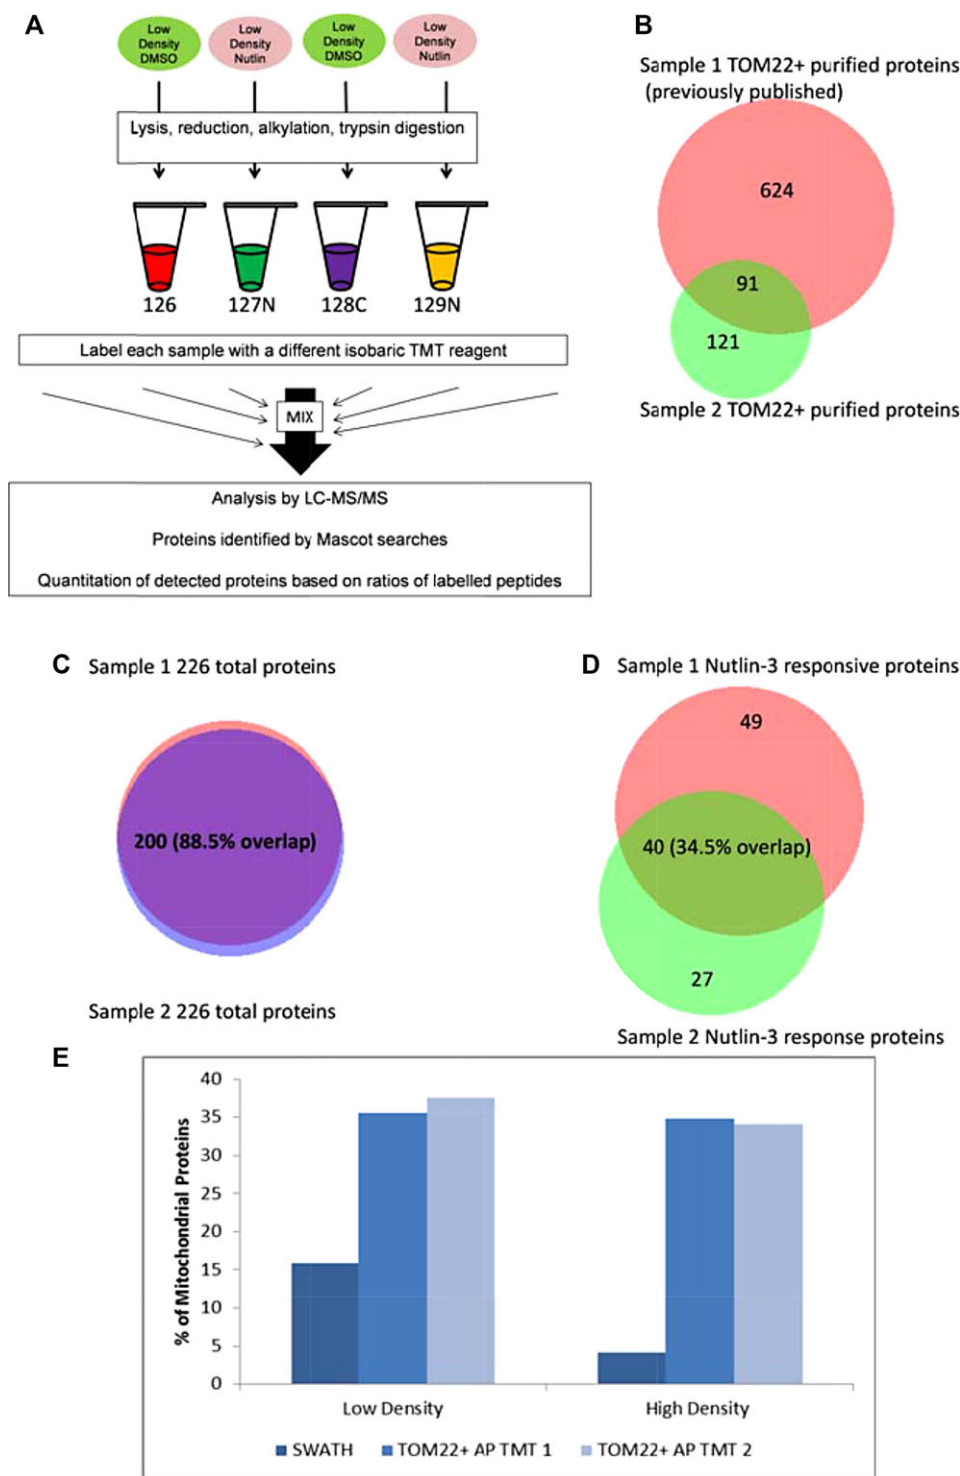 A
Low Density DMSO
Low Density Nutlin
Low Density DMSO
Low Density Nutlin
Lysis, reduction, alkylation, trypsin digestion
126
127N
128C
129N
Label each sample with a different isobaric TMT reagent
MIX
Analysis by LC-MS/MS
Proteins identified by Mascot searches
Quantitation of detected proteins based on ratios of labelled peptides
B
Sample 1 TOM22+ purified proteins
(previously published)
624
91
121
Sample 2 TOM22+ purified proteins
C
Sample 1 226 total proteins
200 (88.5% overlap)
Sample 2 226 total proteins
D
Sample 1 Nutlin-3 responsive proteins
49
40 (34.5% overlap)
27
Sample 2 Nutlin-3 response proteins
E
% of Mitochondrial Proteins
40
35
30
25
20
15
10
5
0
Low Density
High Density
SWATH
TOM22+ AP TMT 1
TOM22+ AP TMT 2